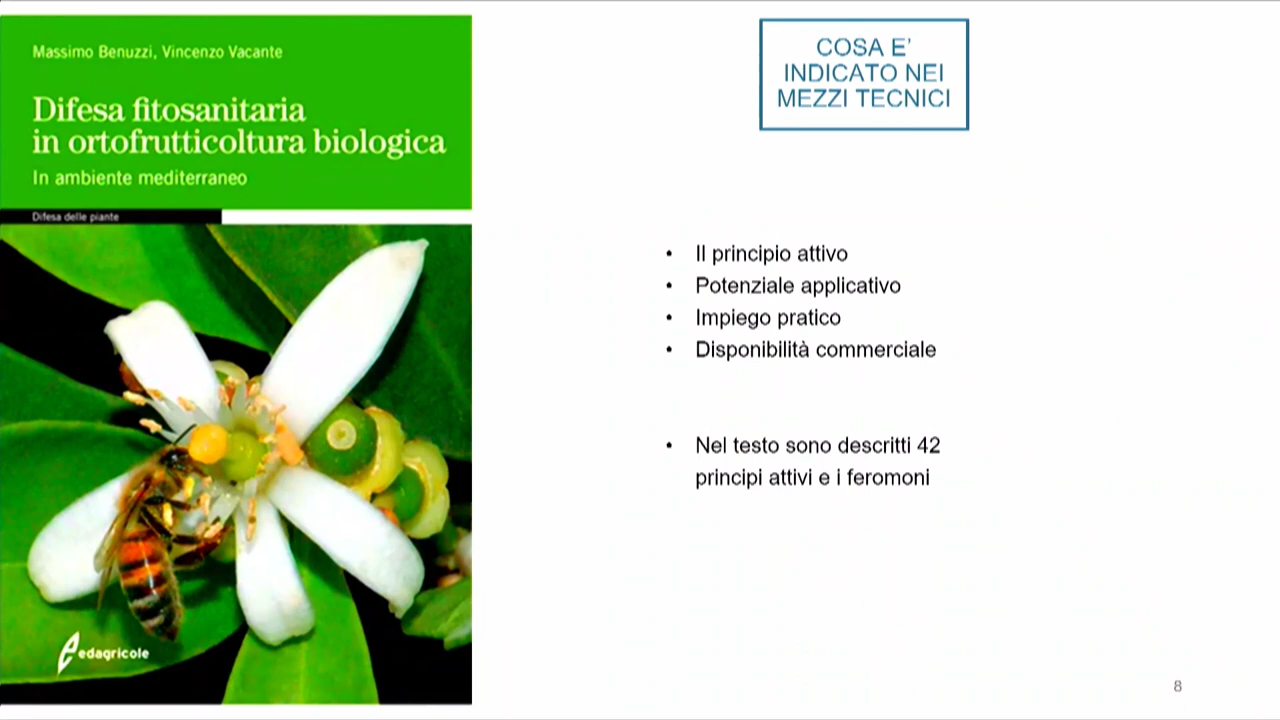 Massimo Benuzzi, Vincenzo Vacante
Difesa fitosanitaria
in ortofrutticoltura biologica
In ambiente mediterraneo
Difesa delle piante
edagricole
COSA E'
INDICATO NEI
MEZZI TECNICI
• Il principio attivo
• Potenziale applicativo
• Impiego pratico
• Disponibilità commerciale
• Nel testo sono descritti 42
principi attivi e i feromoni
8